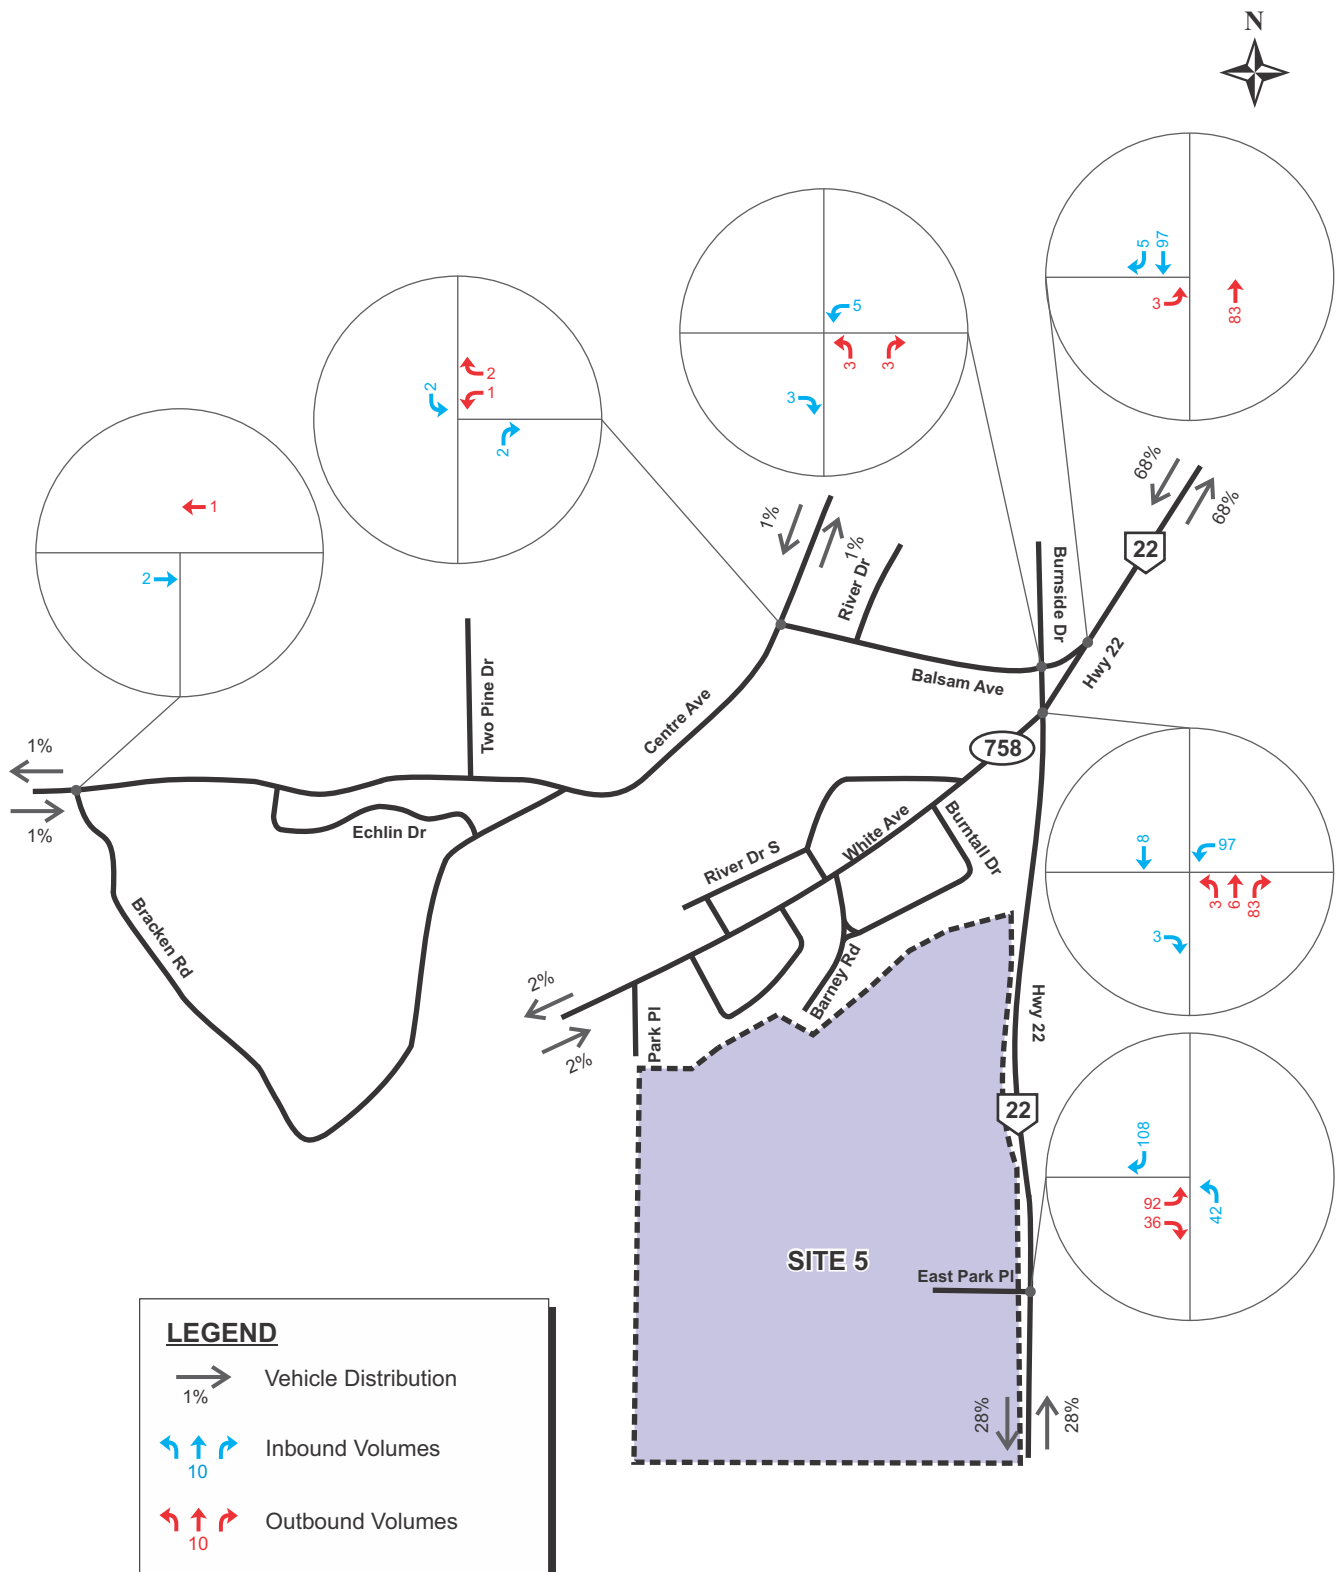 N
5
97
3
83
5
3
3
3
2
2
1
2
1
2
68%
68%
22
1%
1%
River Dr
Burnside Dr
Hwy 22
Balsam Ave
Two Pine Dr
Centre Ave
758
1%
1%
Echlin Dr
Bracken Rd
River Dr S
White Ave
Burntall Dr
Barney Rd
Park Pl
2%
2%
8
97
3
6
83
3
Hwy 22
22
108
92
36
42
SITE 5
East Park Pl
28%
28%
LEGEND
1%
Vehicle Distribution
10
Inbound Volumes
10
Outbound Volumes